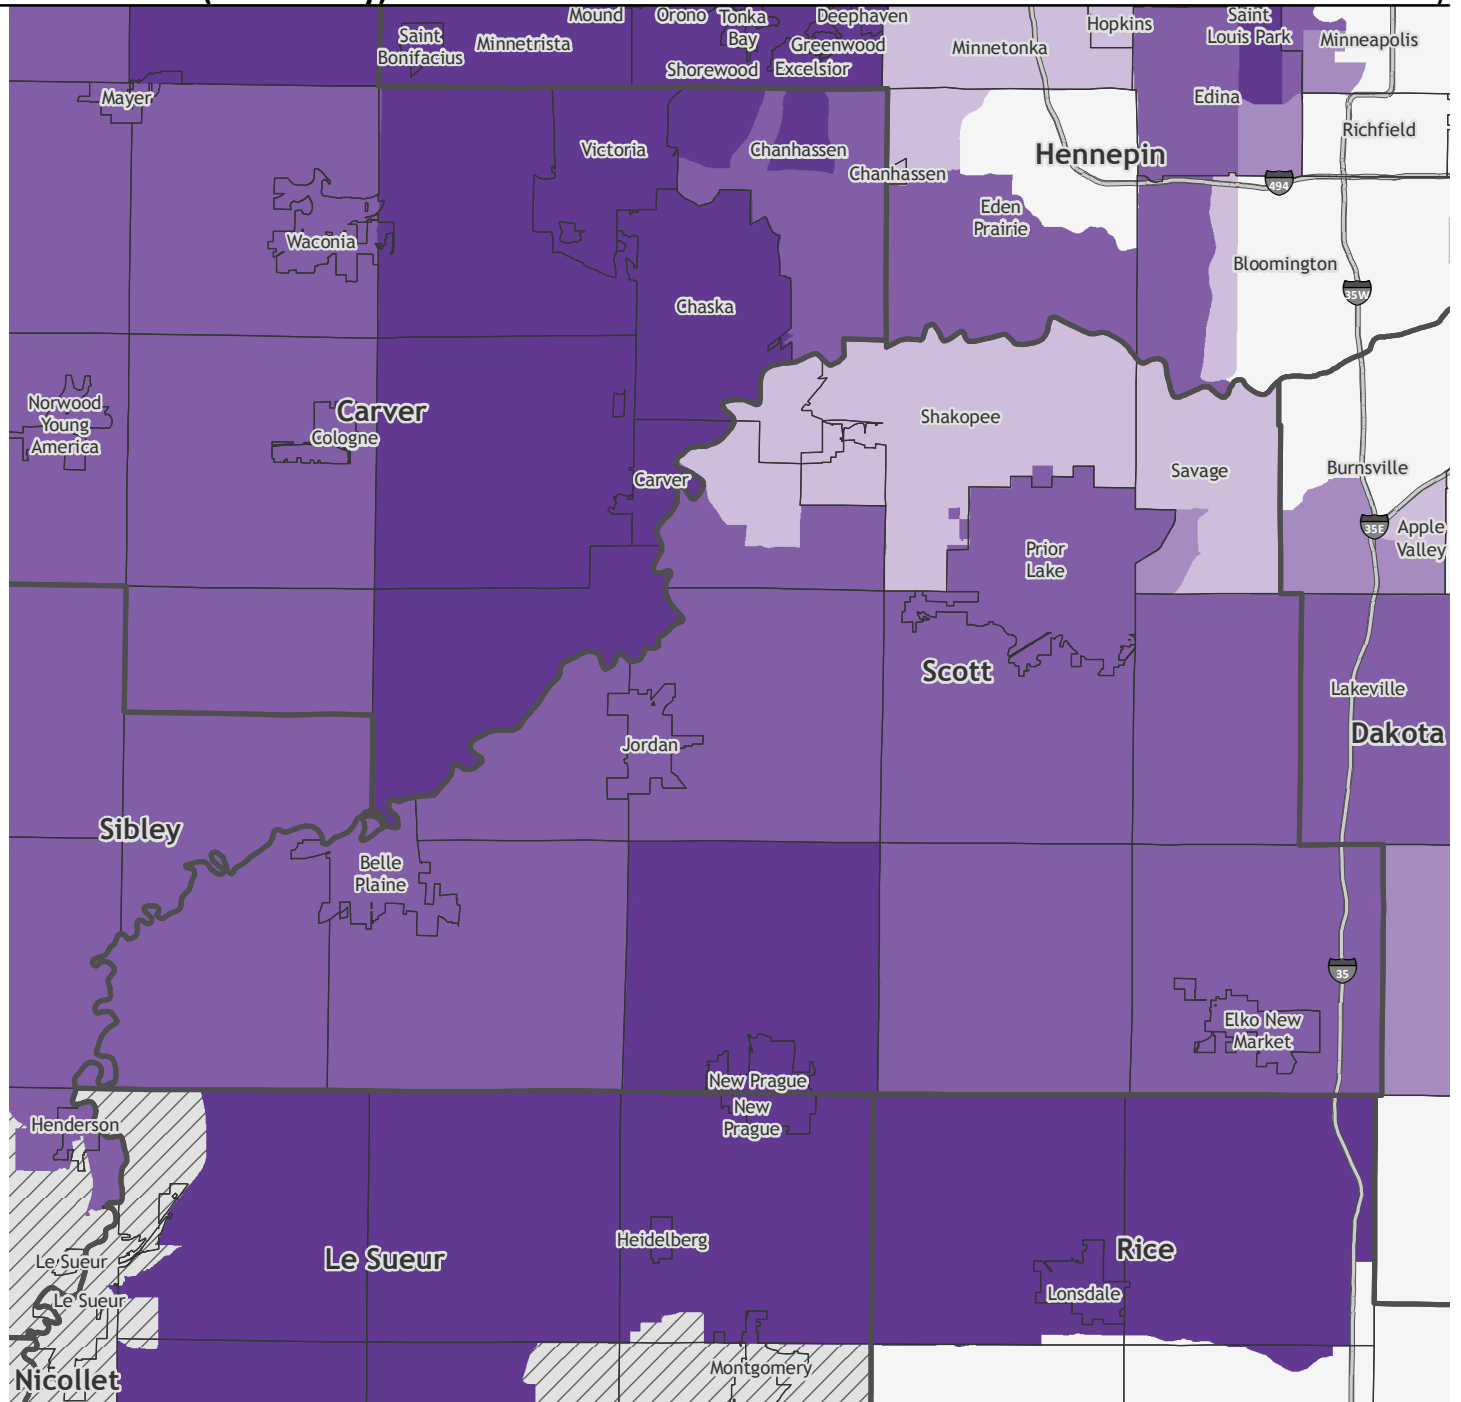 Mound
Orono
Tonka
Bay
Deephaven
Saint
Bonifacius
Minnetrista
Greenwood
Shorewood
Excelsior
Minnetonka
Hopkins
Saint
Louis Park
Minneapolis
Mayer
Edina
Richfield
Victoria
Chanhassen
Chanhassen
Hennepin
494
Eden
Prairie
Waconia
Bloomington
Chaska
35W
Norwood
Young
America
Carver
Cologne
Shakopee
Carver
Savage
Burnsville
35E
Apple
Valley
Prior
Lake
Scott
Lakeville
Dakota
Jordan
Sibley
Belle
Plaine
35
Elko New
Market
New Prague
New
Prague
Henderson
Le Sueur
Le Sueur
Le Sueur
Heidelberg
Rice
Lonsdale
Montgomery
Nicollet